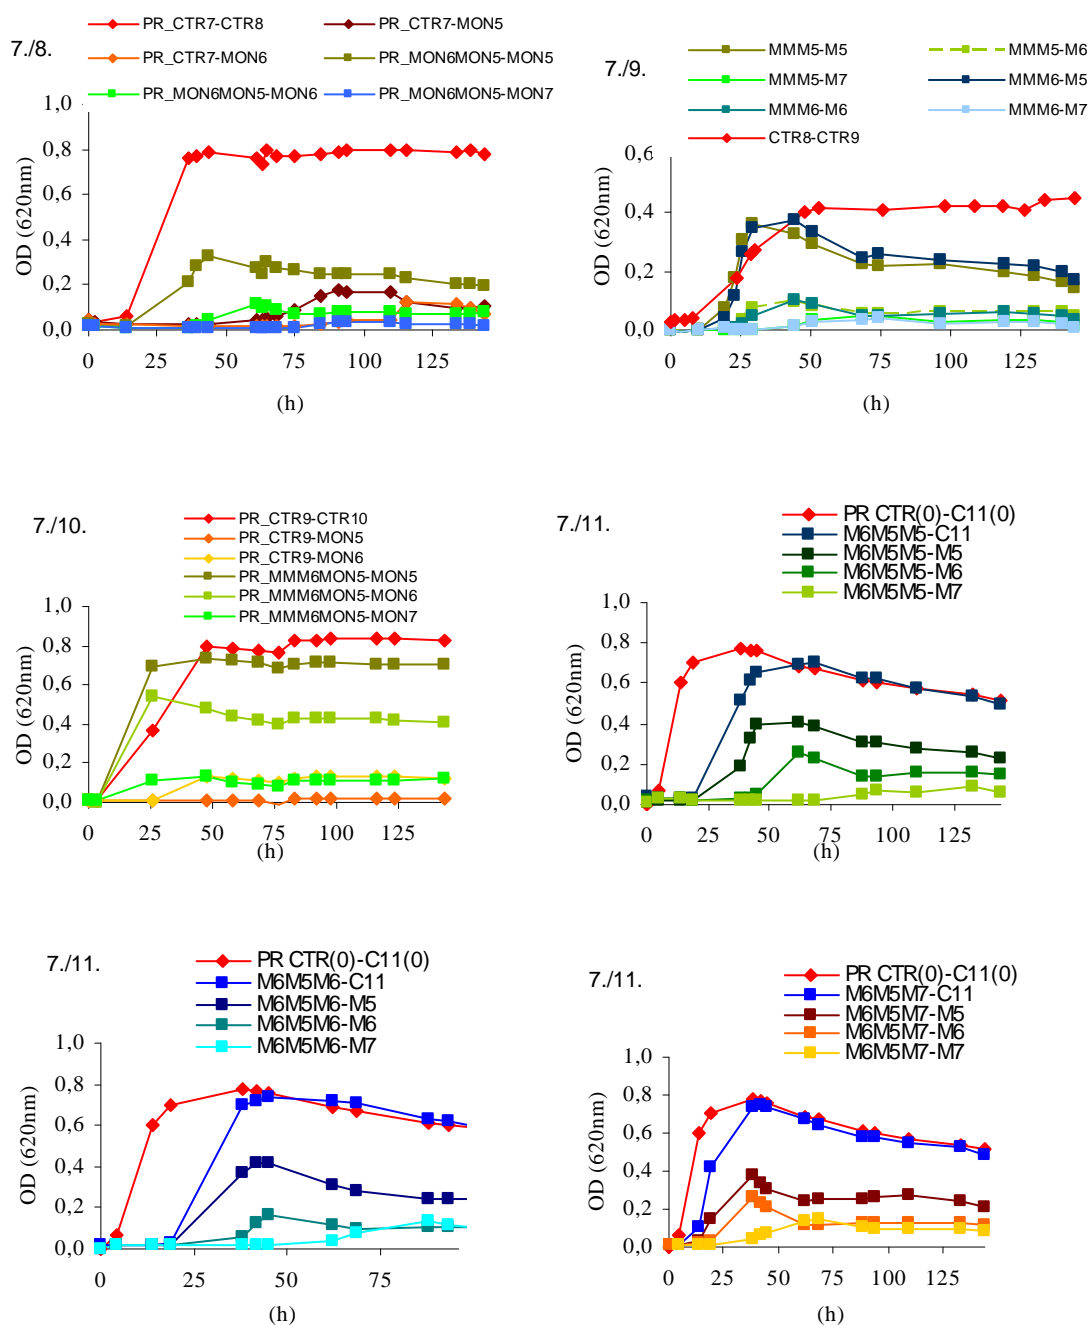 7./8.
PR_CTR7-CTR8 PR_CTR7-MON5
PR_CTR7-MON6 PR_MON6MON5-MON5
PR_MON6MON5-MON6 PR_MON6MON5-MON7
1,0
0,8
0,6
0,4
0,2
0,0
OD (620nm)
0 25 50 75 100 125
(h)
7./9.
MMM5-M5 MMM5-M6
MMM5-M7 MMM6-M5
MMM6-M6 MMM6-M7
CTR8-CTR9
0.6
0.4
0.2
0.0
OD (620nm)
0 25 50 75 100 125
(h)
7./10.
PR_CTR9-CTR10
PR_CTR9-MON5
PR_CTR9-MON6
PR_MMM6MON5-MON5
PR_MMM6MON5-MON6
PR_MMM6MON5-MON7
1,0
0,8
0,6
0,4
0,2
0,0
OD (620nm)
0 25 50 75 100 125
(h)
7./11.
PR CTR(0)-C11(0)
M6M5M5-C11
M6M5M5-M5
M6M5M5-M6
M6M5M5-M7
1,0
0,8
0,6
0,4
0,2
0,0
OD (620nm)
0 25 50 75 100 125
(h)
7./11.
PR CTR(0)-C11(0)
M6M5M6-C11
M6M5M6-M5
M6M5M6-M6
M6M5M6-M7
1,0
0,8
0,6
0,4
0,2
0,0
OD (620nm)
0 25 50 75
(h)
7./11.
PR CTR(0)-C11(0)
M6M5M7-C11
M6M5M7-M5
M6M5M7-M6
M6M5M7-M7
1,0
0,8
0,6
0,4
0,2
0,0
OD (620nm)
0 25 50 75 100 125
(h)